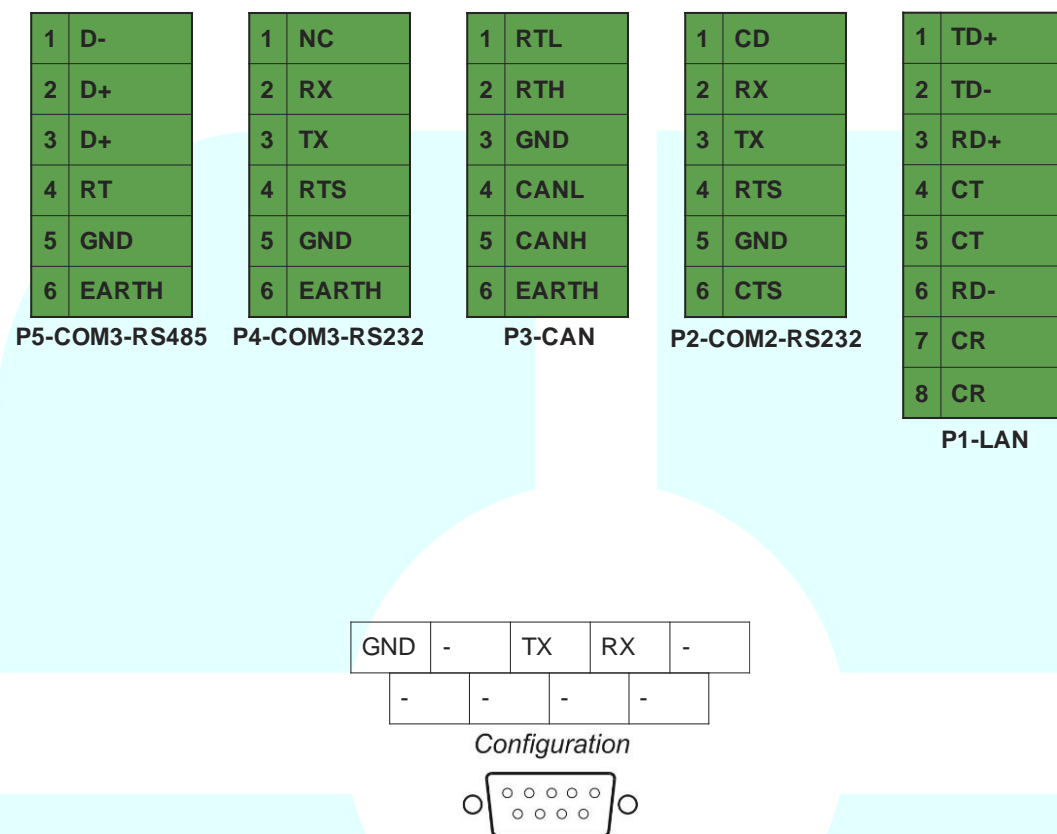 1 D-
2 D+
3 D+
4 RT
5 GND
6 EARTH
P5-COM3-RS485
1 NC
2 RX
3 TX
4 RTS
5 GND
6 EARTH
P4-COM3-RS232
1 RTL
2 RTH
3 GND
4 CANL
5 CANH
6 EARTH
P3-CAN
1 CD
2 RX
3 TX
4 RTS
5 GND
6 CTS
P2-COM2-RS232
1 TD+
2 TD-
3 RD+
4 CT
5 CT
6 RD-
7 CR
8 CR
P1-LAN
GND - TX RX -
- - - -
Configuration